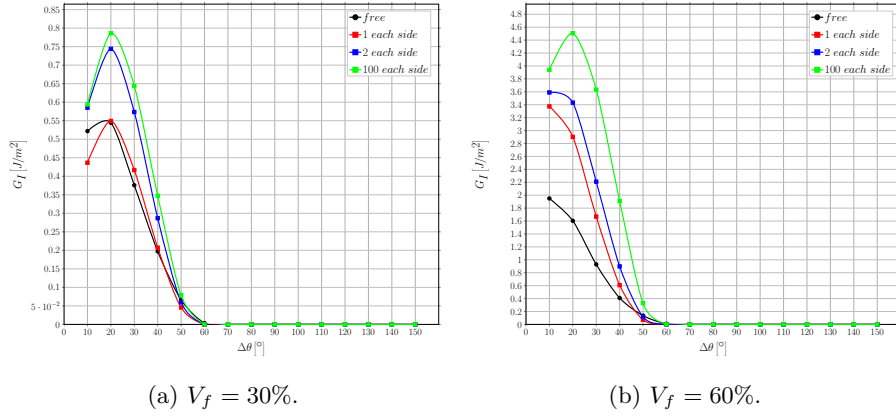 0.85
0.8
0.75
0.7
0.65
0.6
0.55
0.5
0.45
0.4
0.35
0.3
0.25
0.2
0.15
0.1
5 · 10⁻²
0
G_I [J/m²]
10 20 30 40 50 60 70 80 90 100 110 120 130 140 150
Δθ [°]
free
1 each side
2 each side
100 each side
(a) V_f = 30%.
4.8
4.6
4.4
4.2
4
3.8
3.6
3.4
3.2
3
2.8
2.6
2.4
2.2
2
1.8
1.6
1.4
1.2
1
0.8
0.6
0.4
0.2
0
G_I [J/m²]
0 10 20 30 40 50 60 70 80 90 100 110 120 130 140 150
Δθ [°]
free
1 each side
2 each side
100 each side
(b) V_f = 60%.